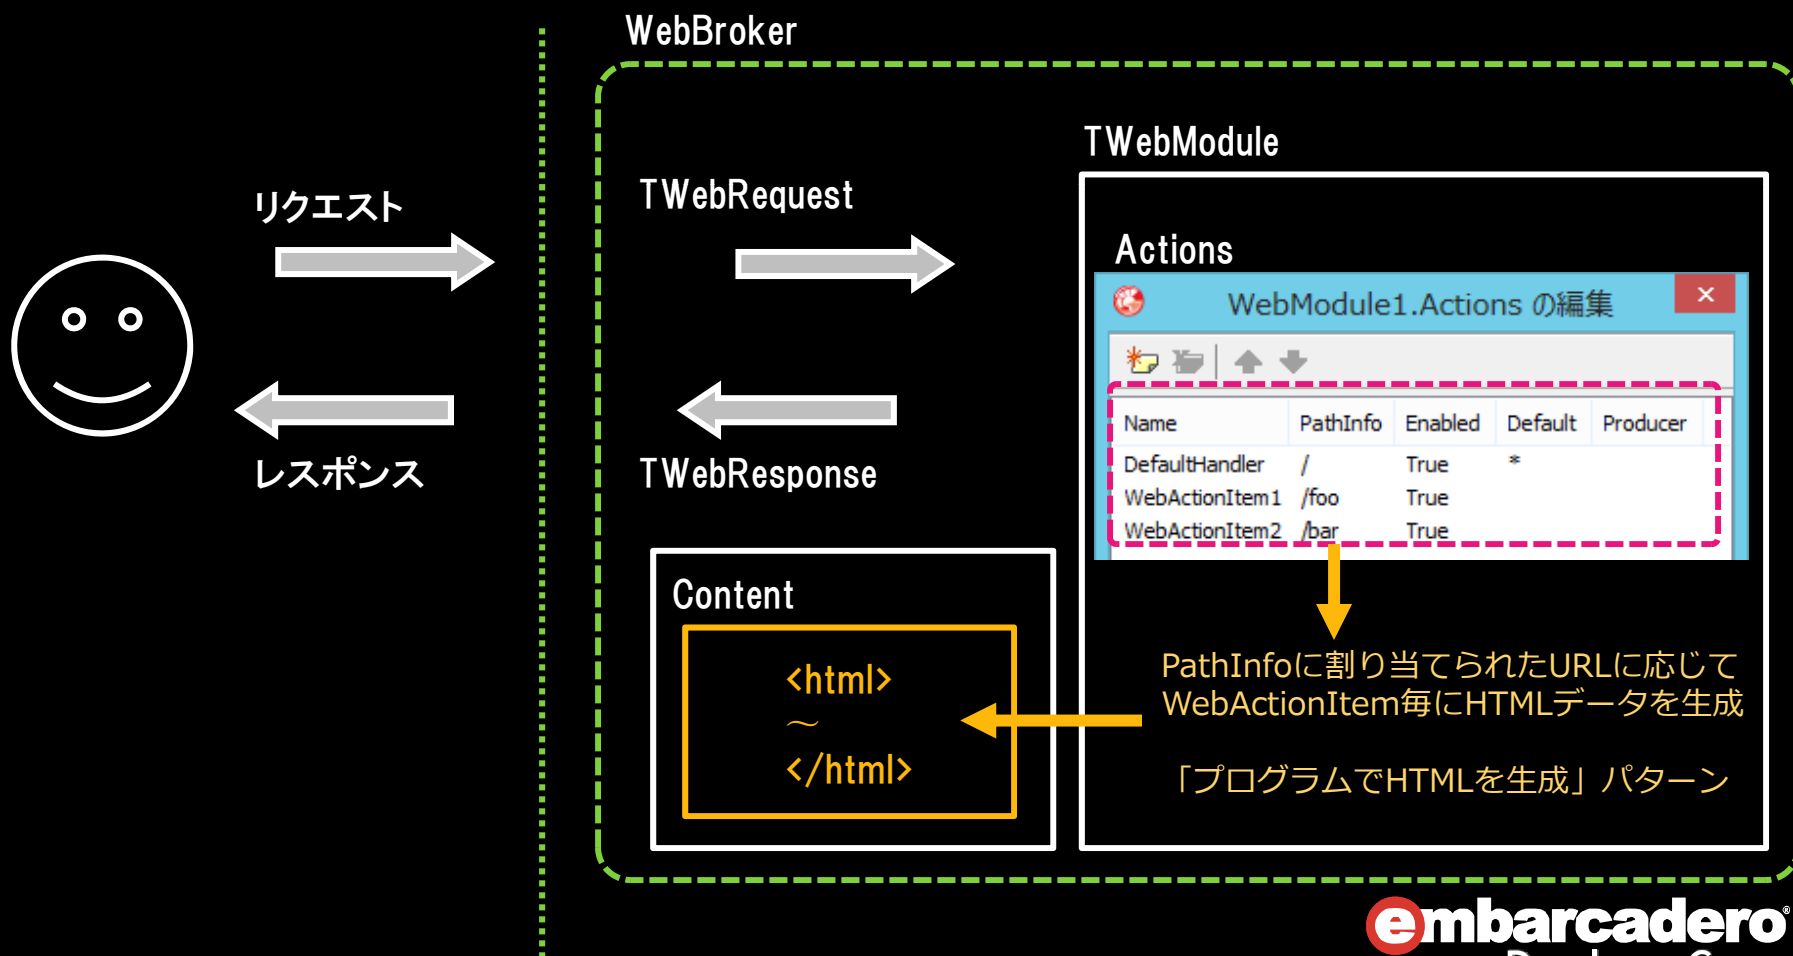 WebBroker
リクエスト
レスポンス
TWebRequest
TWebResponse
Content
<html>
～
</html>
TWebModule
Actions
WebModule1.Actions の編集
Name PathInfo Enabled Default Producer
DefaultHandler / True *
WebActionItem1 /foo True
WebActionItem2 /bar True
PathInfoに割り当てられたURLに応じて
WebActionItem毎にHTMLデータを生成
「プログラムでHTMLを生成」パターン
embarcadero®